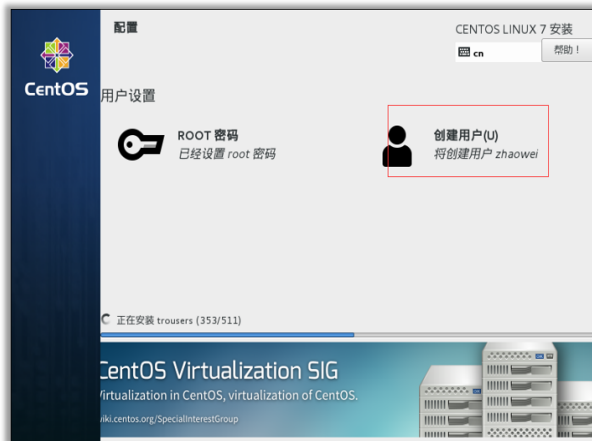 配置
CENTOS LINUX 7 安装
cn
帮助！
CentOS
用户设置
ROOT 密码
已经设置 root 密码
创建用户(U)
将创建用户 zhaowei
正在安装 trousers (353/511)
CentOS Virtualization SIG
Virtualization in CentOS, virtualization of CentOS.
wiki.centos.org/SpecialInterestGroup